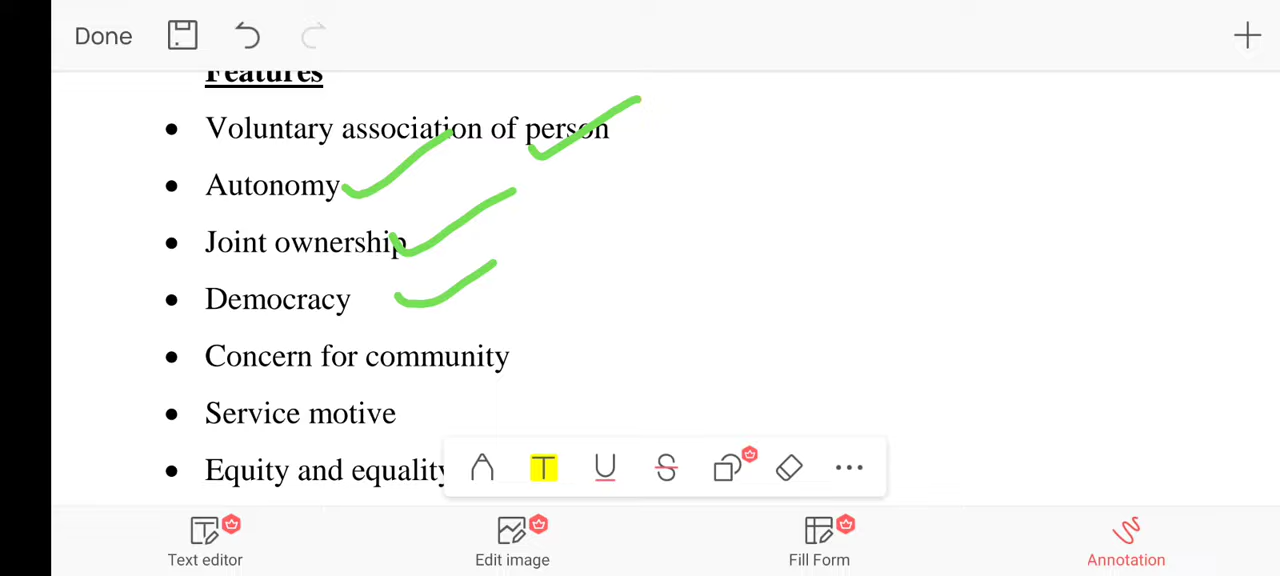 Done
Features
• Voluntary association of person
• Autonomy
• Joint ownership
• Democracy
• Concern for community
• Service motive
• Equity and equality
Text editor
Edit image
Fill Form
Annotation